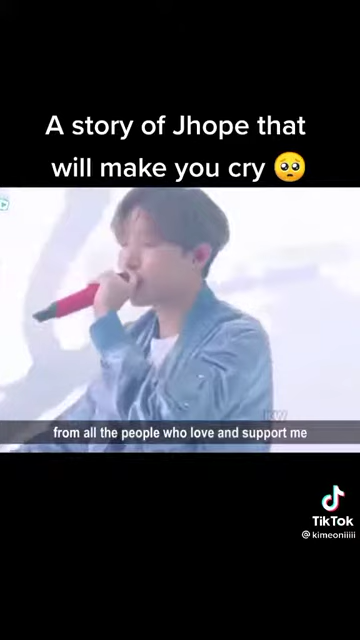 A story of Jhope that
will make you cry 🥺
KW
from all the people who love and support me
TikTok
@kimeoniiiii